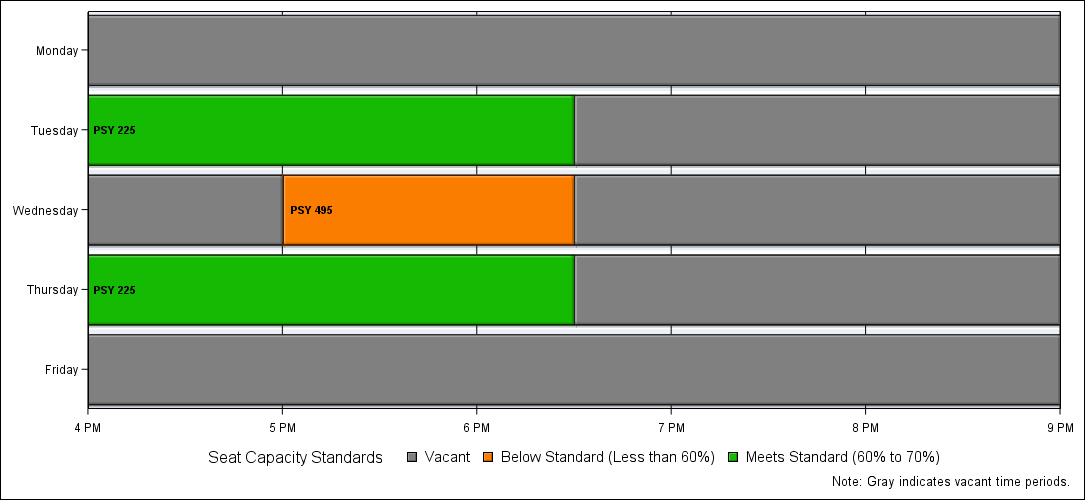 Monday
Tuesday
PSY 225
Wednesday
PSY 495
Thursday
PSY 225
Friday
4 PM 5 PM 6 PM 7 PM 8 PM 9 PM
Seat Capacity Standards Vacant Below Standard (Less than 60%) Meets Standard (60% to 70%)
Note: Gray indicates vacant time periods.